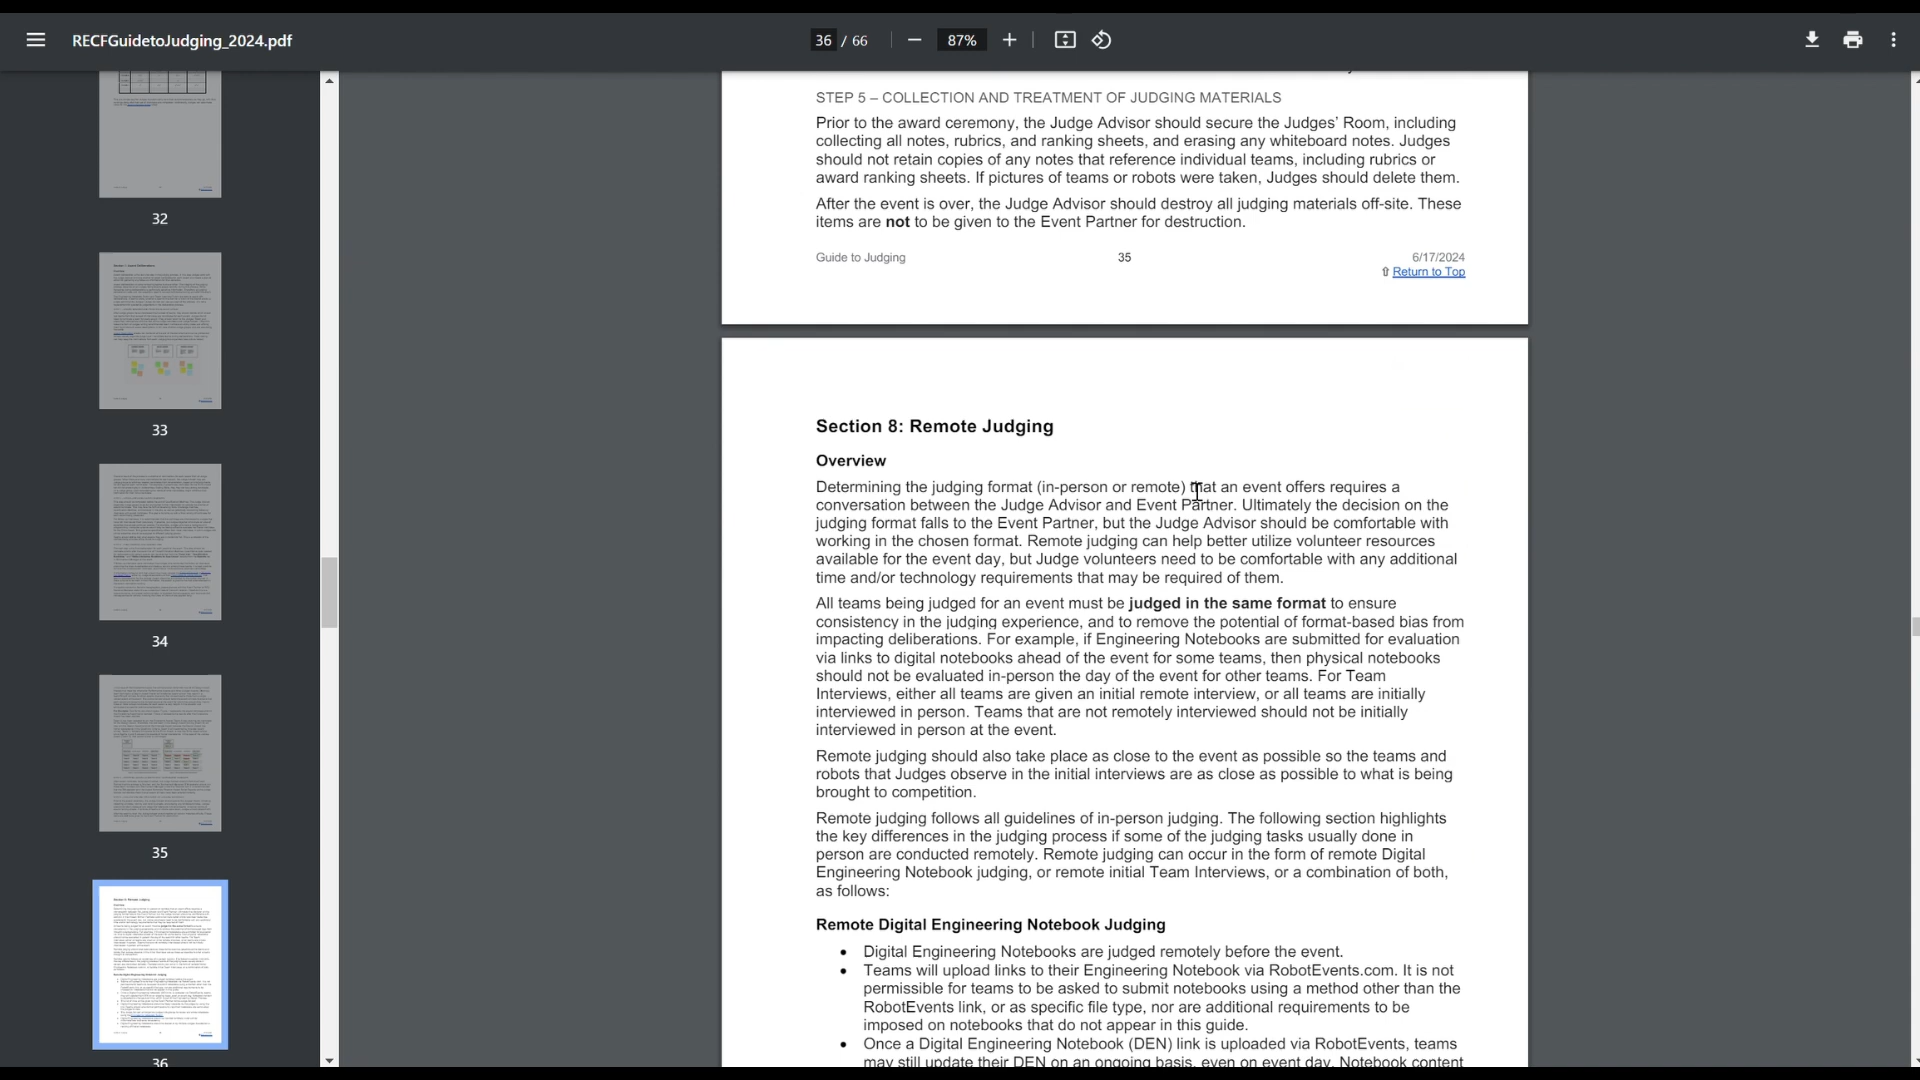 RECFGuidetoJudging_2024.pdf
36 / 66
87%
32
33
34
35
36
STEP 5 – COLLECTION AND TREATMENT OF JUDGING MATERIALS
Prior to the award ceremony, the Judge Advisor should secure the Judges' Room, including
collecting all notes, rubrics, and ranking sheets, and erasing any whiteboard notes. Judges
should not retain copies of any notes that reference individual teams, including rubrics or
award ranking sheets. If pictures of teams or robots were taken, Judges should delete them.
After the event is over, the Judge Advisor should destroy all judging materials off-site. These
items are not to be given to the Event Partner for destruction.
Guide to Judging 35 6/17/2024
⇧ Return to Top
Section 8: Remote Judging
Overview
Determining the judging format (in-person or remote) that an event offers requires a
conversation between the Judge Advisor and Event Partner. Ultimately the decision on the
judging format falls to the Event Partner, but the Judge Advisor should be comfortable with
working in the chosen format. Remote judging can help better utilize volunteer resources
available for the event day, but Judge volunteers need to be comfortable with any additional
time and/or technology requirements that may be required of them.
All teams being judged for an event must be judged in the same format to ensure
consistency in the judging experience, and to remove the potential of format-based bias from
impacting deliberations. For example, if Engineering Notebooks are submitted for evaluation
via links to digital notebooks ahead of the event for some teams, then physical notebooks
should not be evaluated in-person the day of the event for other teams. For Team
Interviews, either all teams are given an initial remote interview, or all teams are initially
interviewed in person. Teams that are not remotely interviewed should not be initially
interviewed in person at the event.
Remote judging should also take place as close to the event as possible so the teams and
robots that Judges observe in the initial interviews are as close as possible to what is being
brought to competition.
Remote judging follows all guidelines of in-person judging. The following section highlights
the key differences in the judging process if some of the judging tasks usually done in
person are conducted remotely. Remote judging can occur in the form of remote Digital
Engineering Notebook judging, or remote initial Team Interviews, or a combination of both,
as follows:
Remote Digital Engineering Notebook Judging
• Digital Engineering Notebooks are judged remotely before the event.
• Teams will upload links to their Engineering Notebook via RobotEvents.com. It is not
permissible for teams to be asked to submit notebooks using a method other than the
RobotEvents link, or as specific file type, nor are additional requirements to be
imposed on notebooks that do not appear in this guide.
• Once a Digital Engineering Notebook (DEN) link is uploaded via RobotEvents, teams
may still update their DEN on an ongoing basis, even on event day. Notebook content